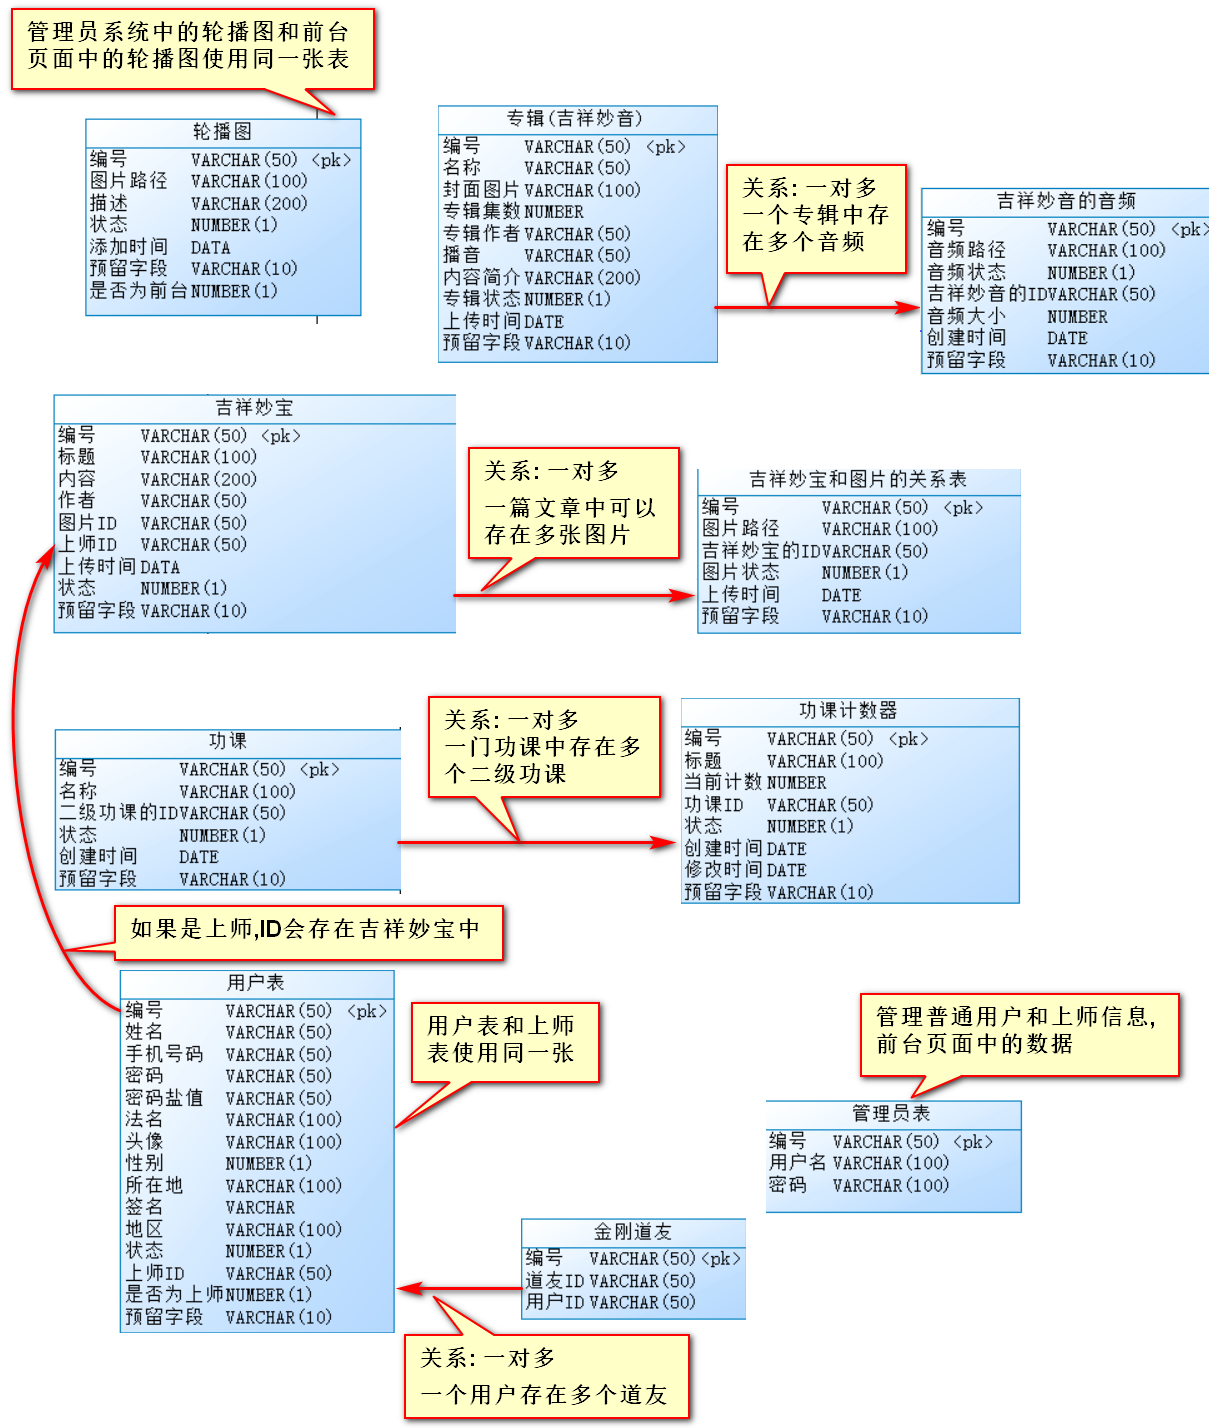 管理员系统中的轮播图和前台
页面中的轮播图使用同一张表
轮播图
编号 VARCHAR(50) <pk>
图片路径 VARCHAR(100)
描述 VARCHAR(200)
状态 NUMBER(1)
添加时间 DATA
预留字段 VARCHAR(10)
是否为前台 NUMBER(1)
专辑(吉祥妙音)
编号 VARCHAR(50) <pk>
名称 VARCHAR(50)
封面图片 VARCHAR(100)
专辑集数 NUMBER
专辑作者 VARCHAR(50)
播音 VARCHAR(50)
内容简介 VARCHAR(200)
专辑状态 NUMBER(1)
上传时间 DATE
预留字段 VARCHAR(10)
关系: 一对多
一个专辑中存
在多个音频
吉祥妙音的音频
编号 VARCHAR(50) <pk>
音频路径 VARCHAR(100)
音频状态 NUMBER(1)
吉祥妙音的ID VARCHAR(50)
音频大小 NUMBER
创建时间 DATE
预留字段 VARCHAR(10)
吉祥妙宝
编号 VARCHAR(50) <pk>
标题 VARCHAR(100)
内容 VARCHAR(200)
作者 VARCHAR(50)
图片ID VARCHAR(50)
上师ID VARCHAR(50)
上传时间 DATA
状态 NUMBER(1)
预留字段 VARCHAR(10)
关系: 一对多
一篇文章中可以
存在多张图片
吉祥妙宝和图片的关系表
编号 VARCHAR(50) <pk>
图片路径 VARCHAR(100)
吉祥妙宝的ID VARCHAR(50)
图片状态 NUMBER(1)
上传时间 DATE
预留字段 VARCHAR(10)
功课
编号 VARCHAR(50) <pk>
名称 VARCHAR(100)
二级功课的ID VARCHAR(50)
状态 NUMBER(1)
创建时间 DATE
预留字段 VARCHAR(10)
关系: 一对多
一门功课中存在多
个二级功课
功课计数器
编号 VARCHAR(50) <pk>
标题 VARCHAR(100)
当前计数 NUMBER
功课ID VARCHAR(50)
状态 NUMBER(1)
创建时间 DATE
修改时间 DATE
预留字段 VARCHAR(10)
如果是上师,ID会存在吉祥妙宝中
用户表
编号 VARCHAR(50) <pk>
姓名 VARCHAR(50)
手机号码 VARCHAR(50)
密码 VARCHAR(50)
密码盐值 VARCHAR(50)
法名 VARCHAR(100)
头像 VARCHAR(100)
性别 NUMBER(1)
所在地 VARCHAR(100)
签名 VARCHAR
地区 VARCHAR(100)
状态 NUMBER(1)
上师ID VARCHAR(50)
是否为上师 NUMBER(1)
预留字段 VARCHAR(10)
用户表和上师
表使用同一张
管理普通用户和上师信息,
前台页面中的数据
管理员表
编号 VARCHAR(50) <pk>
用户名 VARCHAR(100)
密码 VARCHAR(100)
金刚道友
编号 VARCHAR(50) <pk>
道友ID VARCHAR(50)
用户ID VARCHAR(50)
关系: 一对多
一个用户存在多个道友